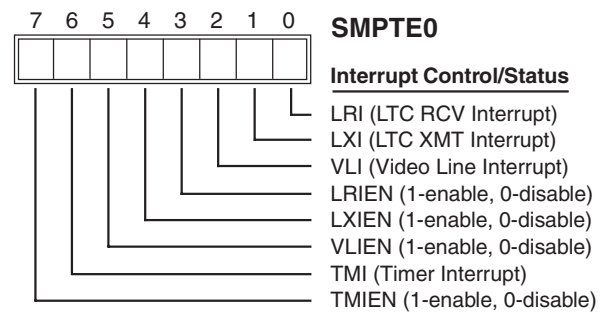 7 6 5 4 3 2 1 0
SMPTE0
Interrupt Control/Status
LRI (LTC RCV Interrupt)
LXI (LTC XMT Interrupt)
VLI (Video Line Interrupt)
LRIEN (1-enable, 0-disable)
LXIEN (1-enable, 0-disable)
VLIEN (1-enable, 0-disable)
TMI (Timer Interrupt)
TMIEN (1-enable, 0-disable)